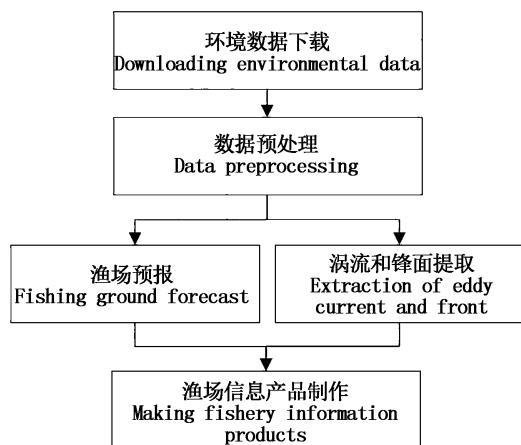 环境数据下载
Downloading environmental data
数据预处理
Data preprocessing
渔场预报
Fishing ground forecast
涡流和锋面提取
Extraction of eddy
current and front
渔场信息产品制作
Making fishery information
products